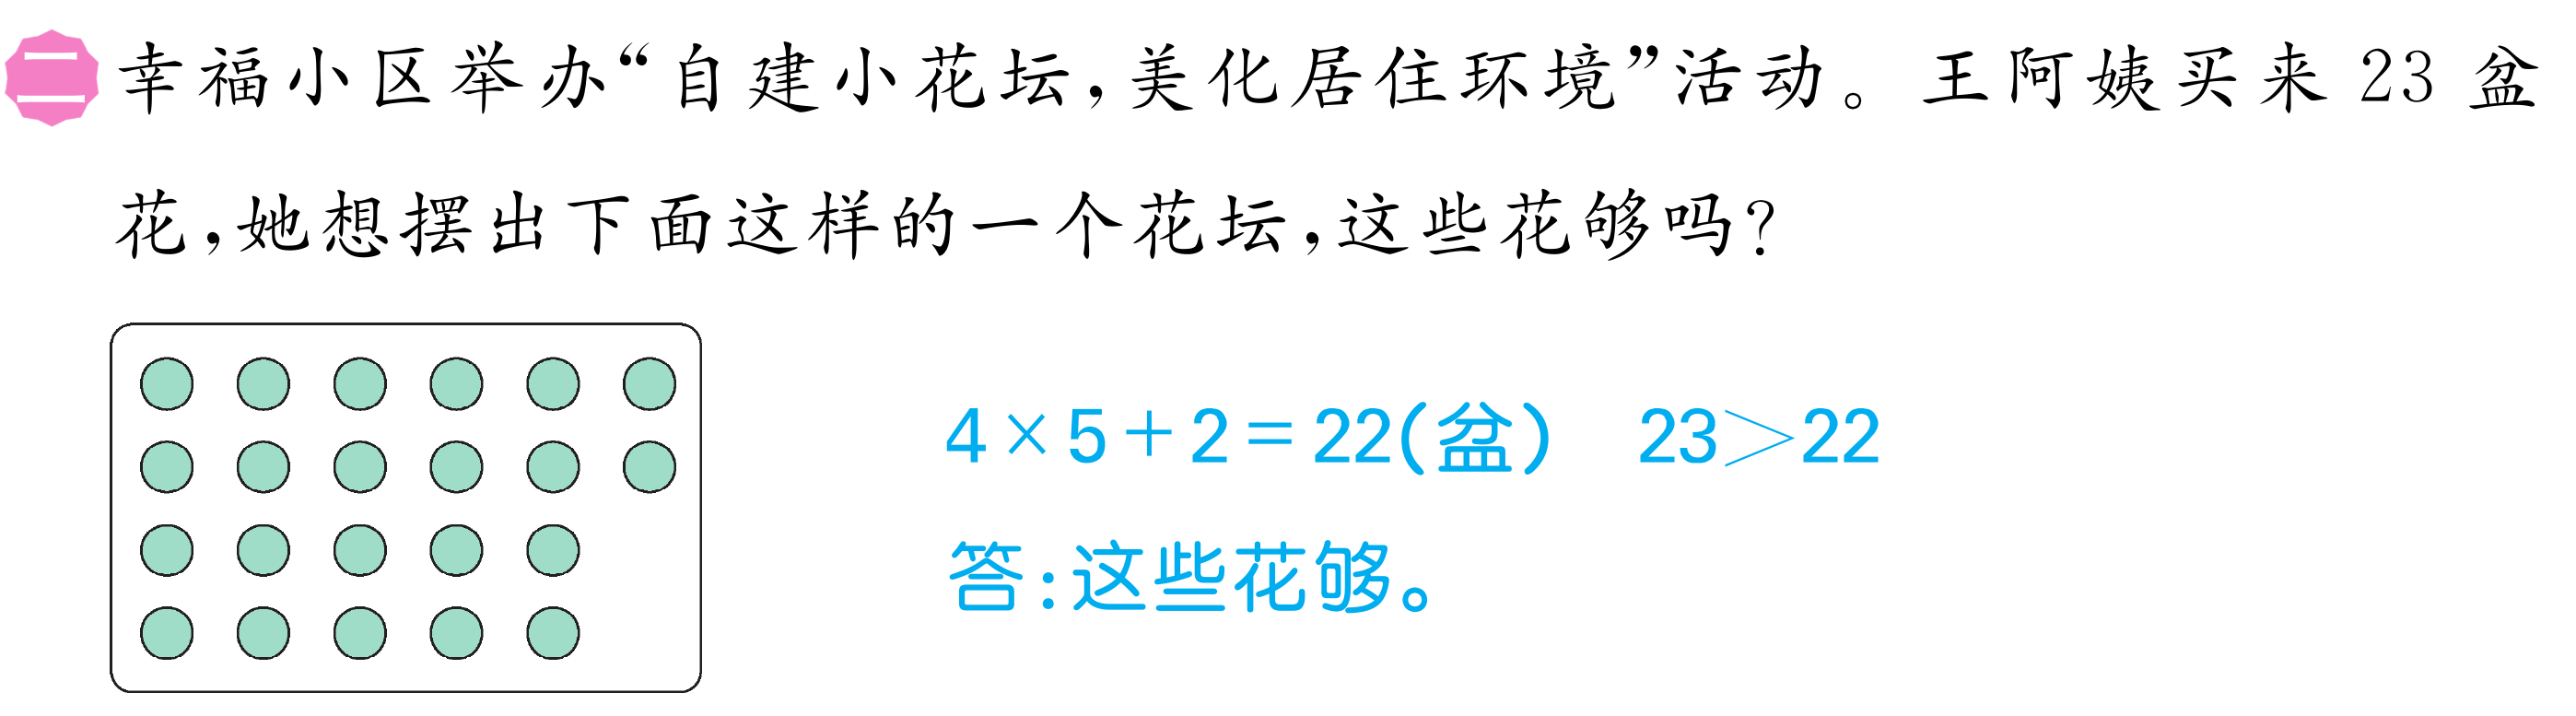 二 幸福小区举办“自建小花坛,美化居住环境”活动。王阿姨买来 23 盆
花,她想摆出下面这样的一个花坛,这些花够吗?
4×5+2=22(盆) 23>22
答:这些花够。